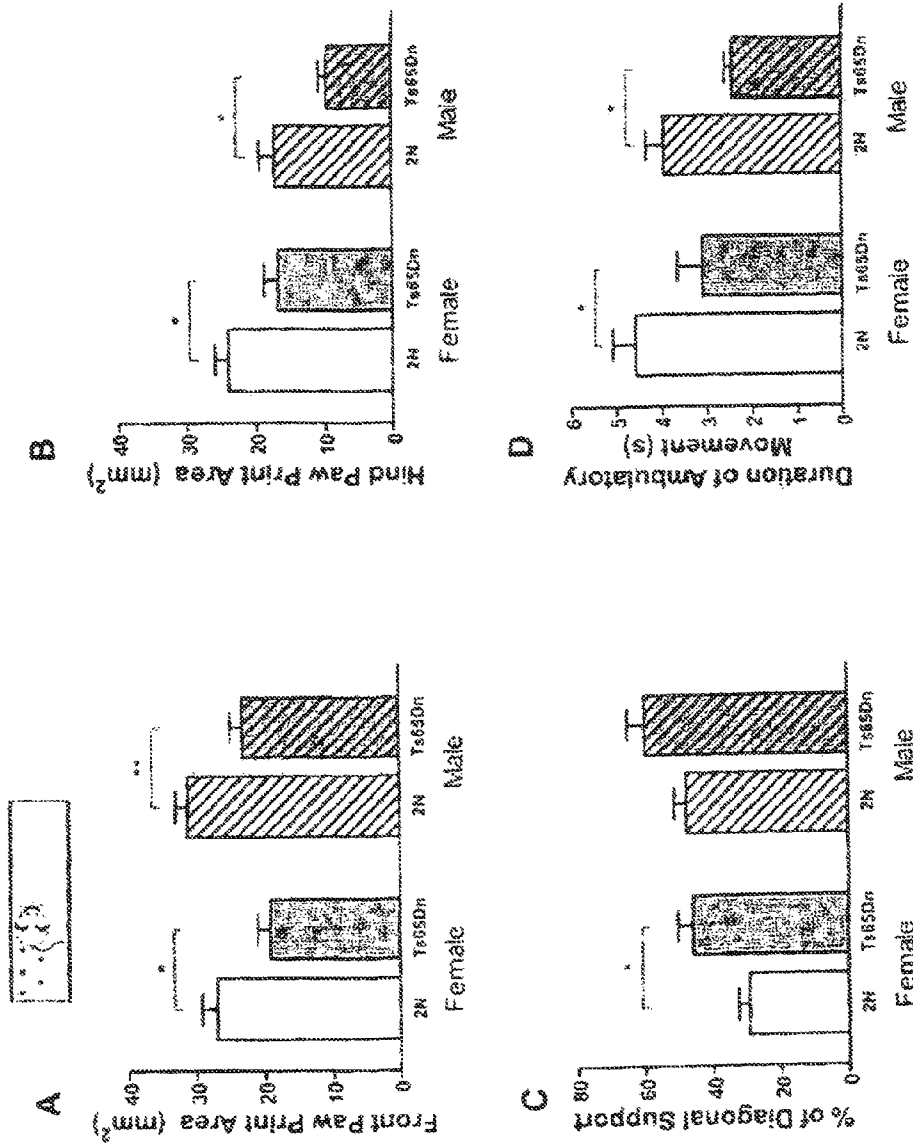 A
Front Paw Print Area (mm²)
40
30
20
10
0
*
**
2N
Ts65Dn
2N
Ts65Dn
Female
Male
B
Hind Paw Print Area (mm²)
40
30
20
10
0
*
*
2N
Ts65Dn
2N
Ts65Dn
Female
Male
C
% of Diagonal Support
80
60
40
20
0
*
2N
Ts65Dn
2N
Ts65Dn
Female
Male
D
Duration of Ambulatory
Movement (s)
6
5
4
3
2
1
0
*
*
2N
Ts65Dn
2N
Ts65Dn
Female
Male